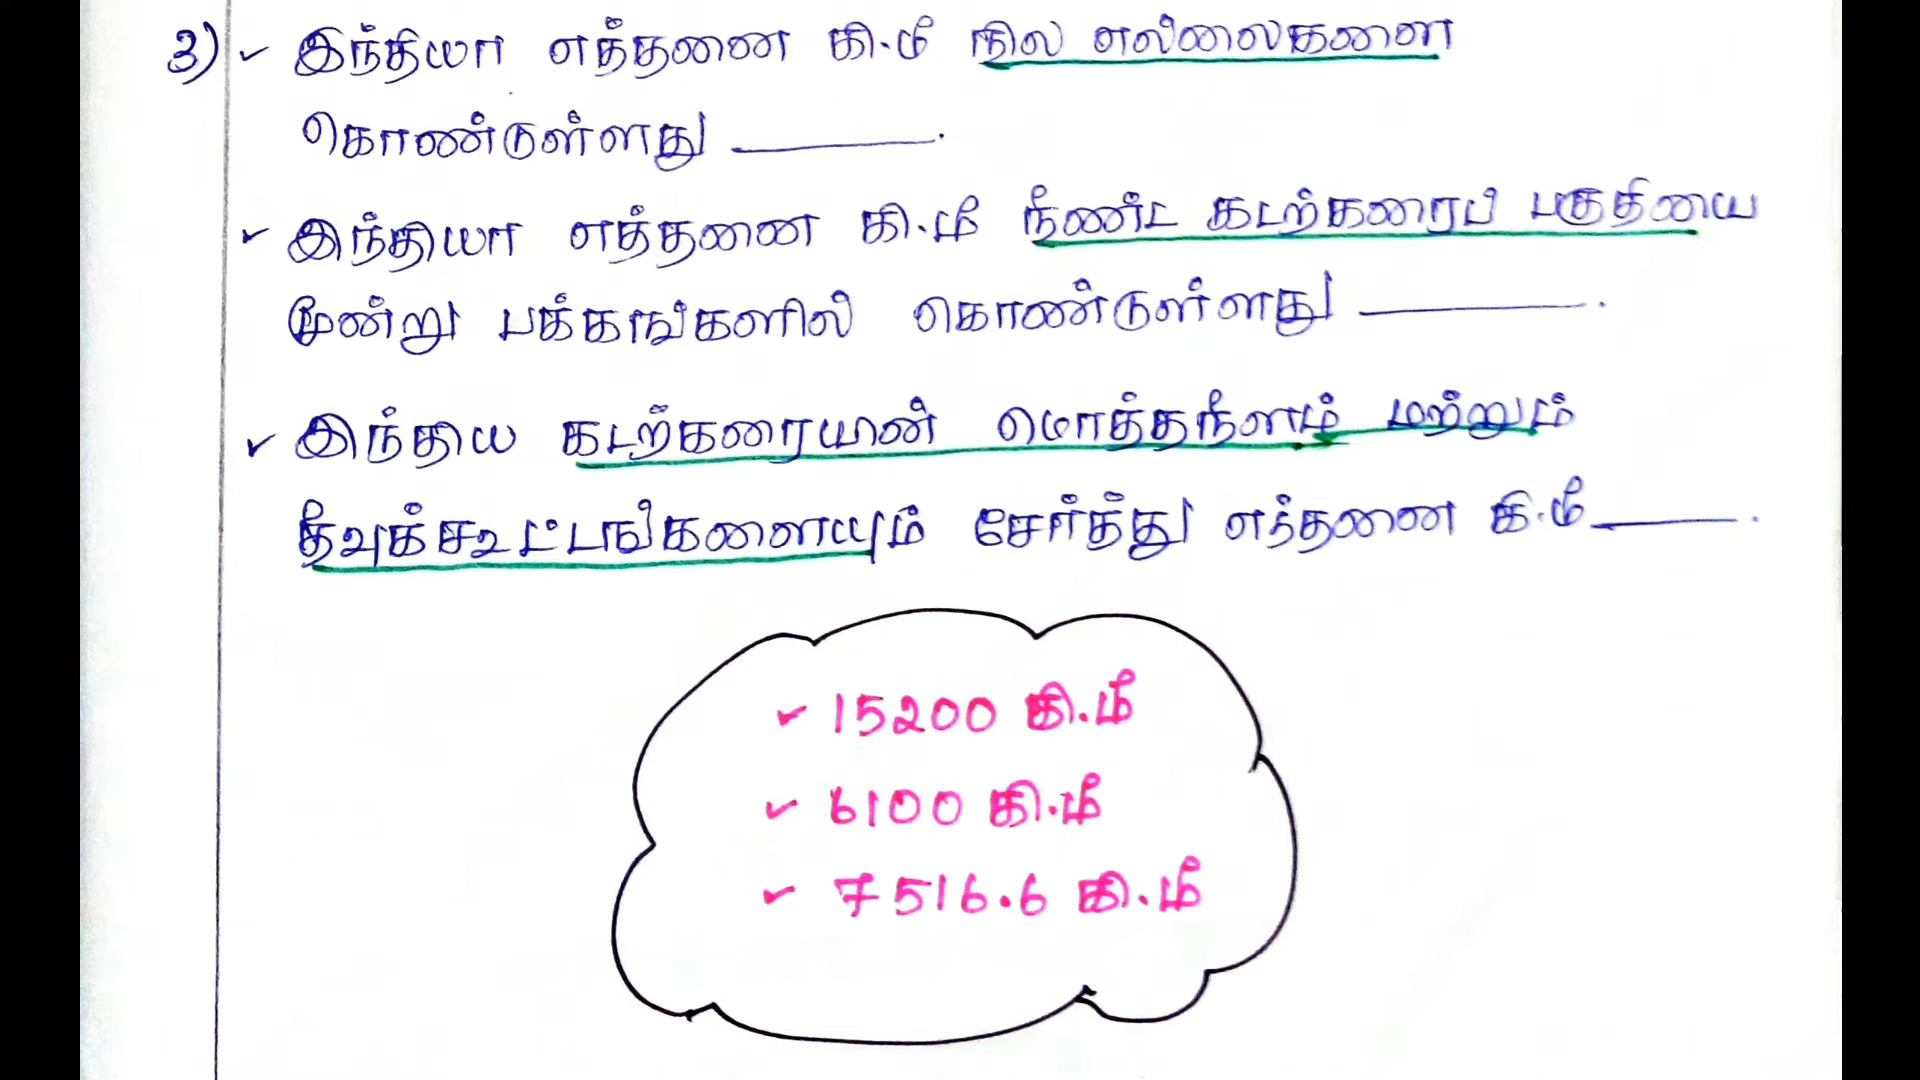 3) ✓ இந்தியா எத்தனை கி.மீ நில எல்லைகளை
கொண்டுள்ளது ______.
✓ இந்தியா எத்தனை கி.மீ நீண்ட கடற்கரைப் பகுதியை
மூன்று பக்கங்களில் கொண்டுள்ளது ______.
✓ இந்திய கடற்கரையின் மொத்தநீளம் மற்றும்
தீவுக்கூட்டங்களையும் சேர்த்து எத்தனை கி.மீ ______.
✓ 15200 கி.மீ
✓ 6100 கி.மீ
✓ 7516.6 கி.மீ